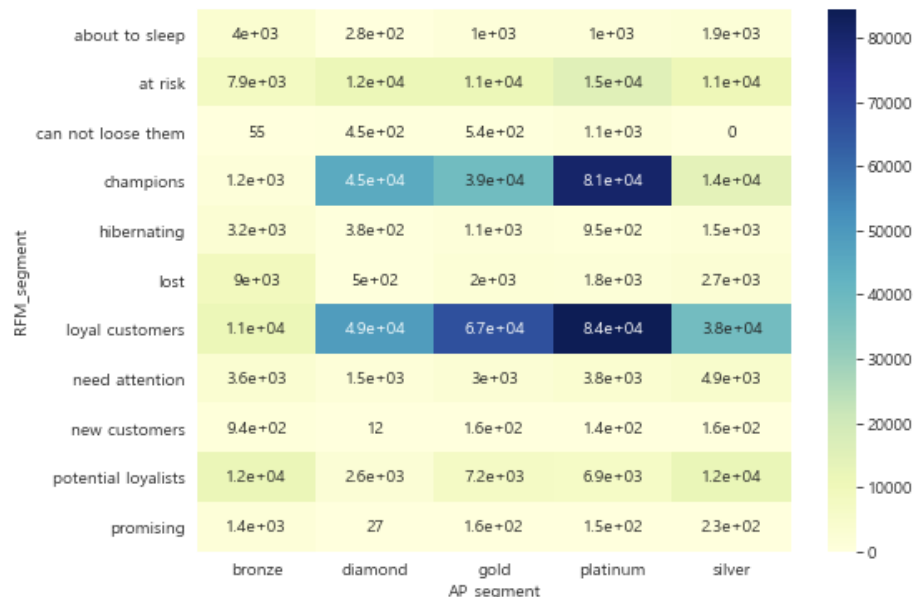 about to sleep 4e+03 2.8e+02 1e+03 1e+03 1.9e+03
at risk 7.9e+03 1.2e+04 1.1e+04 1.5e+04 1.1e+04
can not loose them 55 4.5e+02 5.4e+02 1.1e+03 0
champions 1.2e+03 4.5e+04 3.9e+04 8.1e+04 1.4e+04
hibernating 3.2e+03 3.8e+02 1.1e+03 9.5e+02 1.5e+03
lost 9e+03 5e+02 2e+03 1.8e+03 2.7e+03
loyal customers 1.1e+04 4.9e+04 6.7e+04 8.4e+04 3.8e+04
need attention 3.6e+03 1.5e+03 3e+03 3.8e+03 4.9e+03
new customers 9.4e+02 12 1.6e+02 1.4e+02 1.6e+02
potential loyalists 1.2e+04 2.6e+03 7.2e+03 6.9e+03 1.2e+04
promising 1.4e+03 27 1.6e+02 1.5e+02 2.3e+02
bronze diamond gold platinum silver
AP_segment
RFM_segment
80000
70000
60000
50000
40000
30000
20000
10000
0